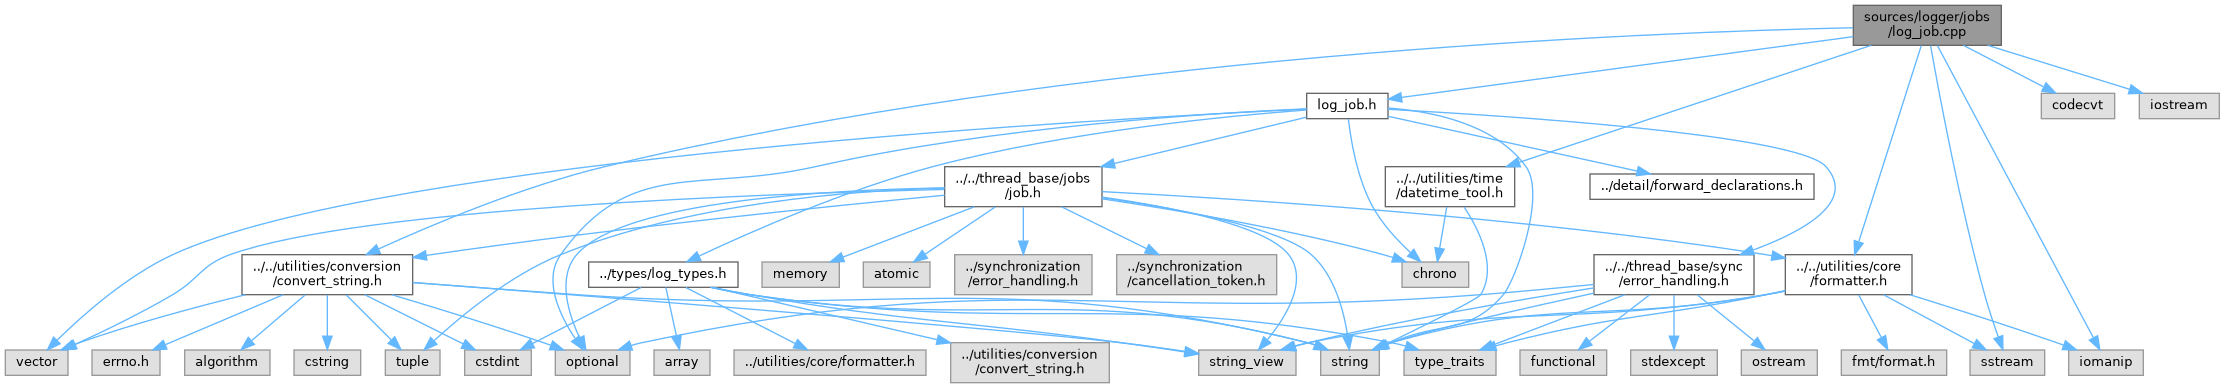 sources/logger/jobs
/log_job.cpp
log_job.h
codecvt
iostream
../../thread_base/jobs
/job.h
../../utilities/time
/datetime_tool.h
../detail/forward_declarations.h
../../utilities/conversion
/convert_string.h
../types/log_types.h
memory
atomic
../synchronization
/error_handling.h
../synchronization
/cancellation_token.h
chrono
../../thread_base/sync
/error_handling.h
../../utilities/core
/formatter.h
vector
errno.h
algorithm
cstring
tuple
cstdint
optional
array
../utilities/core/formatter.h
../utilities/conversion
/convert_string.h
string_view
string
type_traits
functional
stdexcept
ostream
fmt/format.h
sstream
iomanip